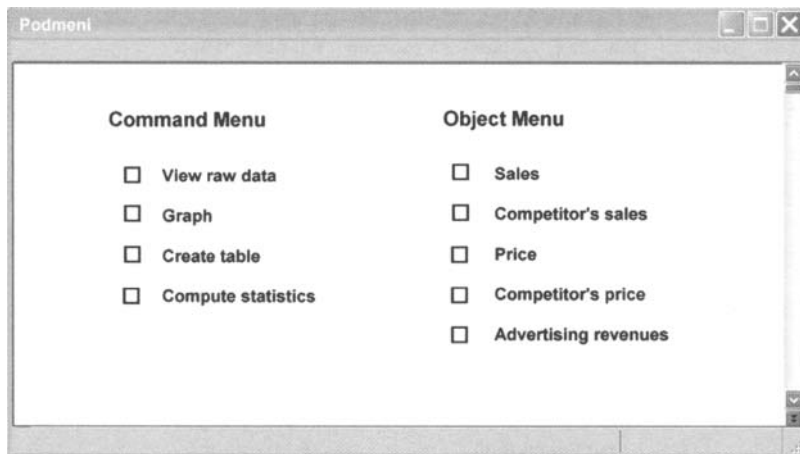 Podmeni
Command Menu
View raw data
Graph
Create table
Compute statistics
Object Menu
Sales
Competitor's sales
Price
Competitor's price
Advertising revenues